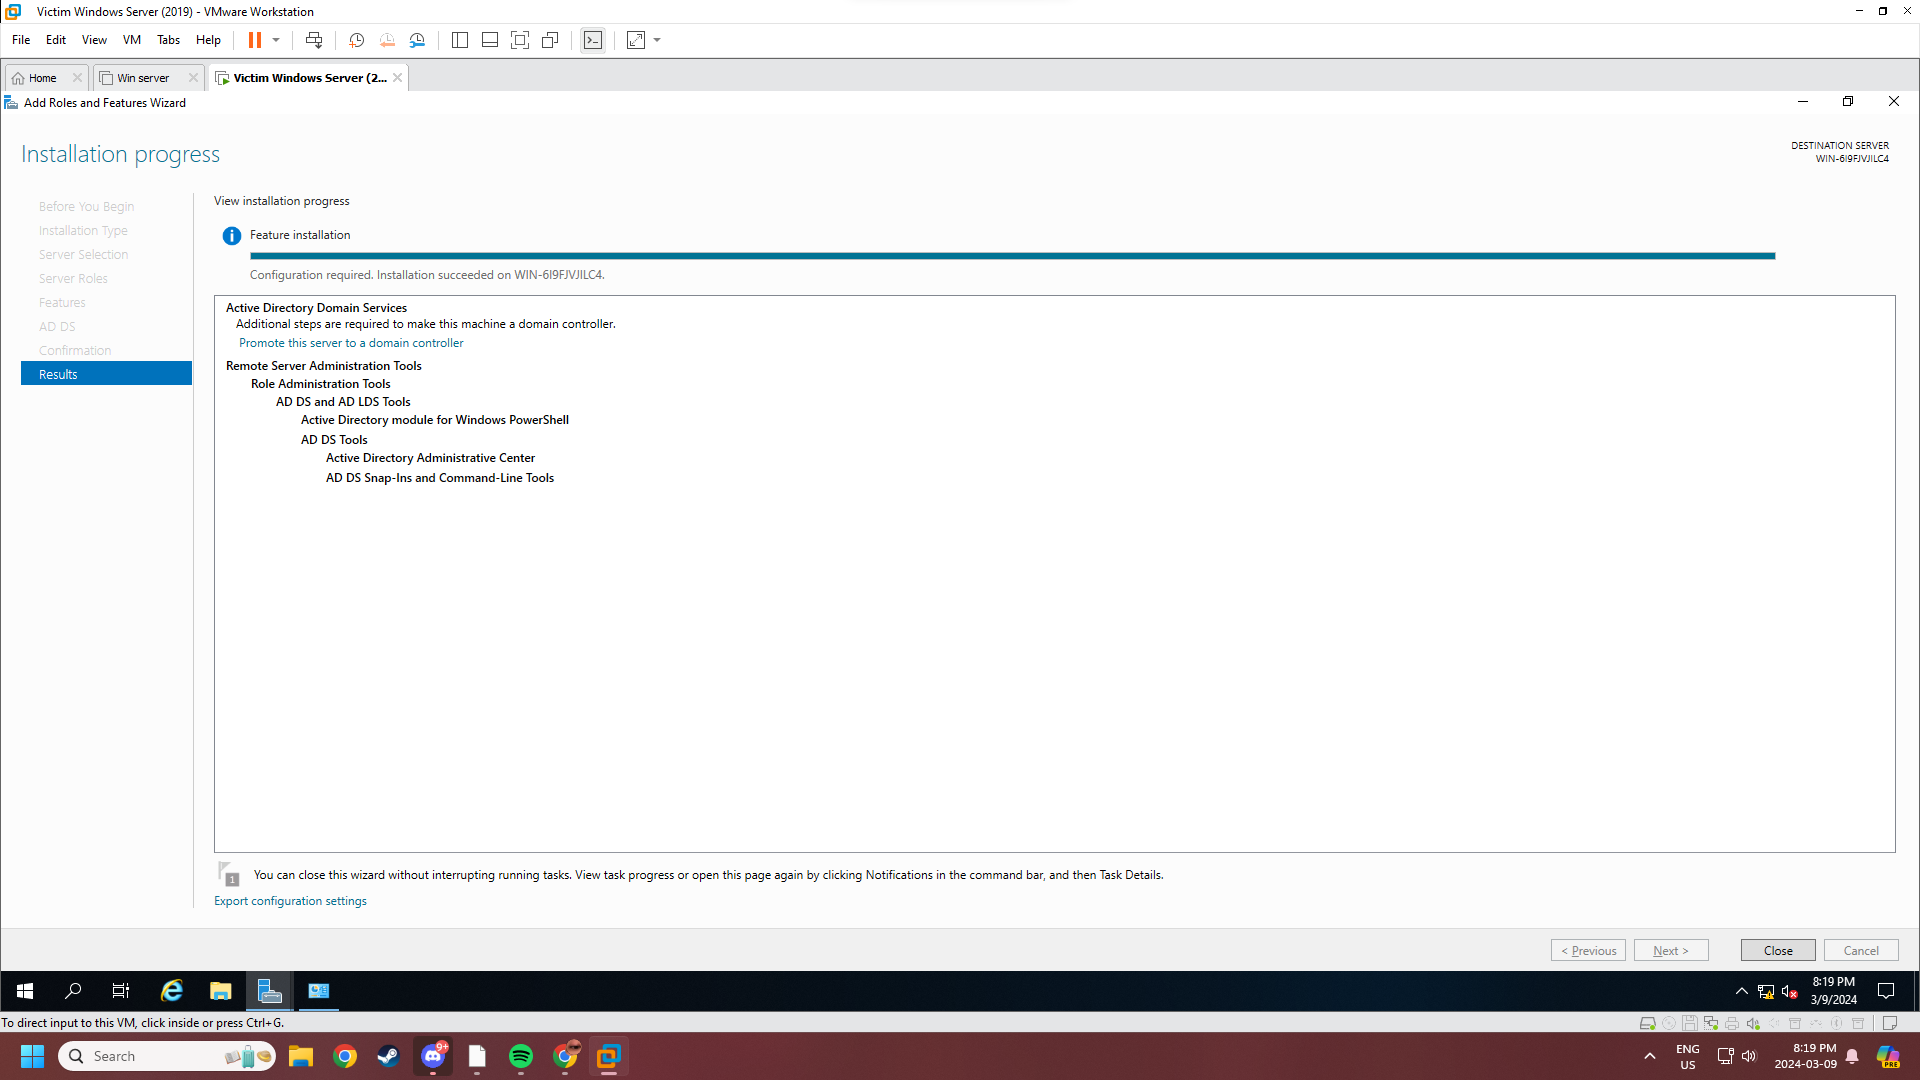 Victim Windows Server (2019) - VMware Workstation
File Edit View VM Tabs Help
Home Win server Victim Windows Server (2...
Add Roles and Features Wizard
Installation progress
DESTINATION SERVER
WIN-6I9FJVJILC4
Before You Begin
Installation Type
Server Selection
Server Roles
Features
AD DS
Confirmation
Results
View installation progress
Feature installation
Configuration required. Installation succeeded on WIN-6I9FJVJILC4.
Active Directory Domain Services
Additional steps are required to make this machine a domain controller.
Promote this server to a domain controller
Remote Server Administration Tools
Role Administration Tools
AD DS and AD LDS Tools
Active Directory module for Windows PowerShell
AD DS Tools
Active Directory Administrative Center
AD DS Snap-Ins and Command-Line Tools
1
You can close this wizard without interrupting running tasks. View task progress or open this page again by clicking Notifications in the command bar, and then Task Details.
Export configuration settings
< Previous Next > Close Cancel
8:19 PM
3/9/2024
To direct input to this VM, click inside or press Ctrl+G.
Search
9+
ENG
US
8:19 PM
2024-03-09
PRE